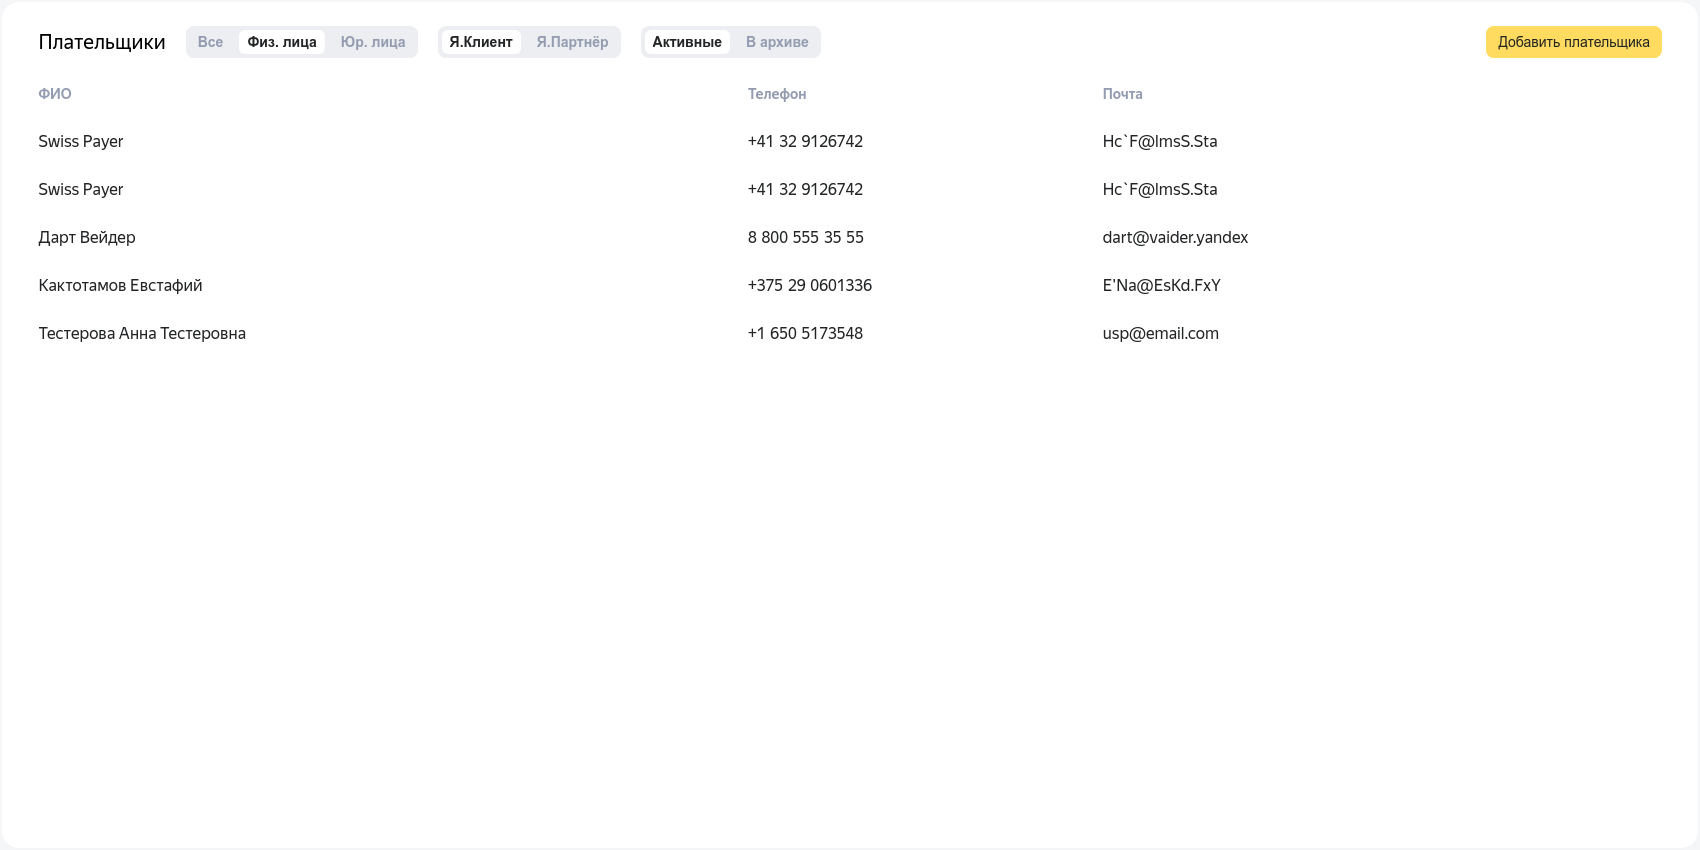 Плательщики Все Физ. лица Юр. лица Я.Клиент Я.Партнёр Активные В архиве Добавить плательщика
ФИО Телефон Почта
Swiss Payer +41 32 9126742 Hc`F@lmsS.Sta
Swiss Payer +41 32 9126742 Hc`F@lmsS.Sta
Дарт Вейдер 8 800 555 35 55 dart@vaider.yandex
Кактотамов Евстафий +375 29 0601336 E'Na@EsKd.FxY
Тестерова Анна Тестеровна +1 650 5173548 usp@email.com